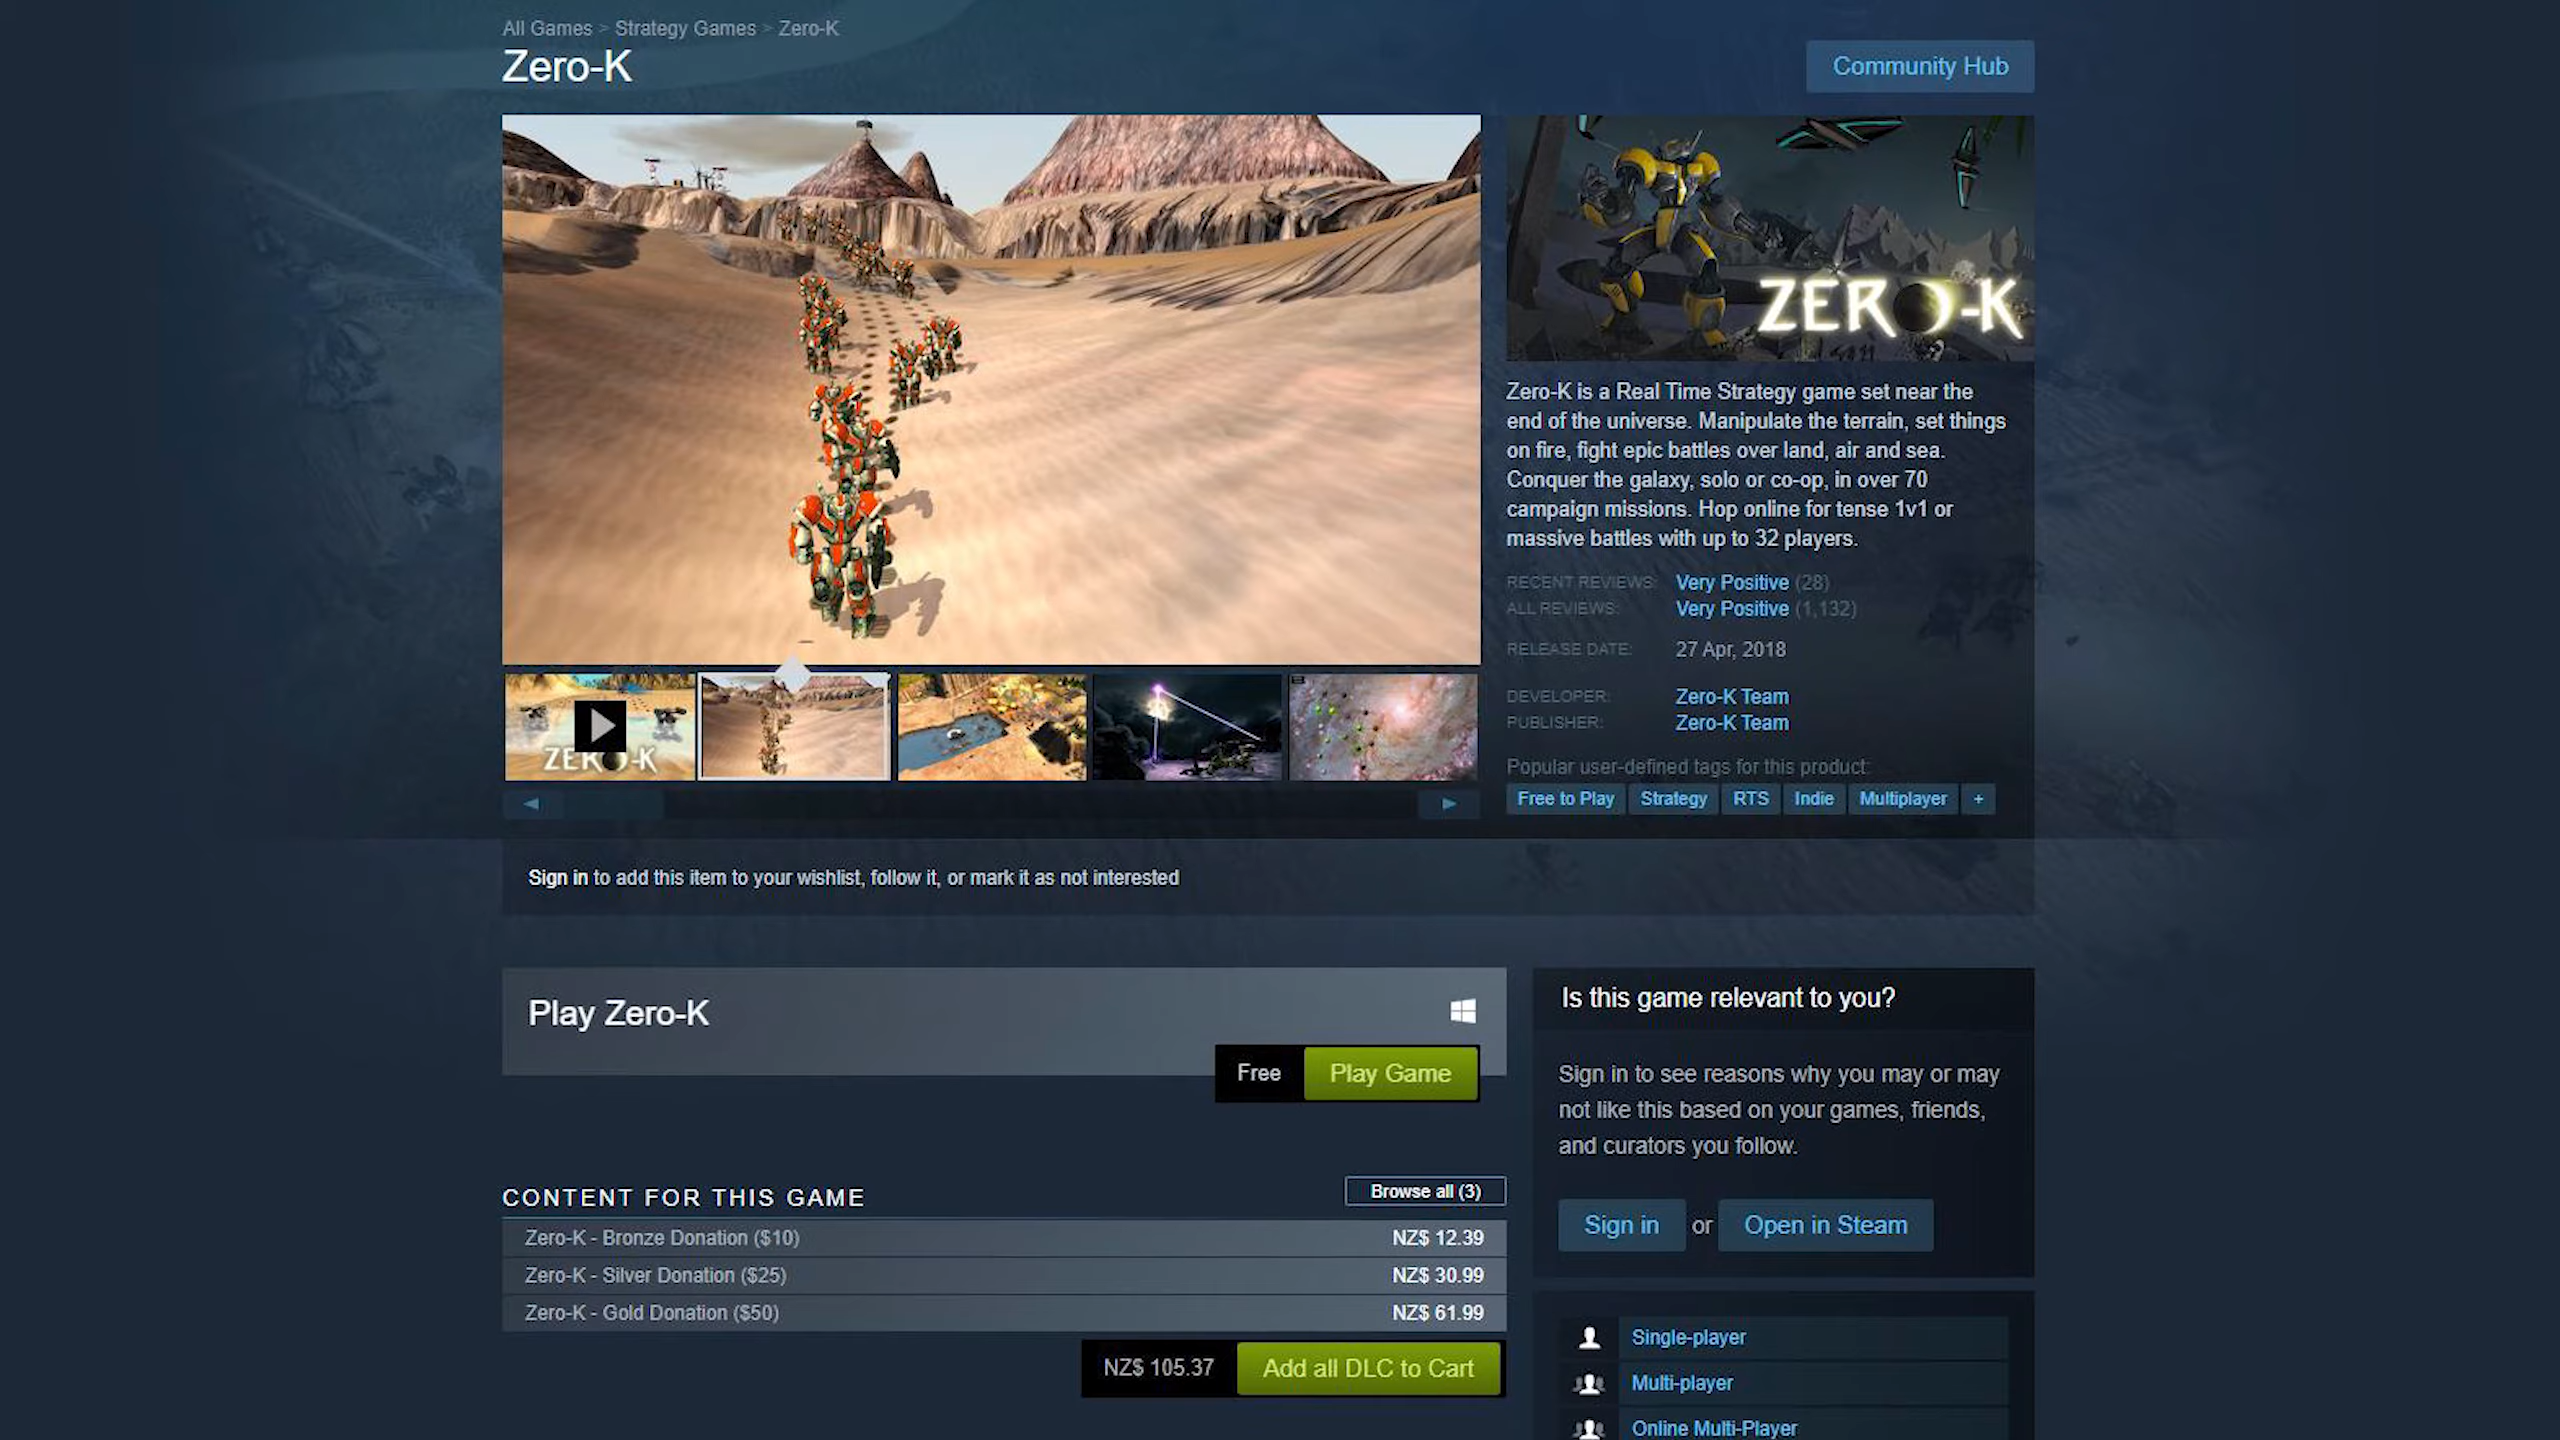 All Games > Strategy Games > Zero-K
Zero-K
Community Hub
ZERO-K
Zero-K is a Real Time Strategy game set near the
end of the universe. Manipulate the terrain, set things
on fire, fight epic battles over land, air and sea.
Conquer the galaxy, solo or co-op, in over 70
campaign missions. Hop online for tense 1v1 or
massive battles with up to 32 players.
RECENT REVIEWS: Very Positive (28)
ALL REVIEWS: Very Positive (1,132)
RELEASE DATE: 27 Apr, 2018
DEVELOPER: Zero-K Team
PUBLISHER: Zero-K Team
Popular user-defined tags for this product:
Free to Play Strategy RTS Indie Multiplayer +
ZERO-K
Sign in to add this item to your wishlist, follow it, or mark it as not interested
Play Zero-K
Free Play Game
CONTENT FOR THIS GAME
Browse all (3)
Zero-K - Bronze Donation ($10) NZ$ 12.39
Zero-K - Silver Donation ($25) NZ$ 30.99
Zero-K - Gold Donation ($50) NZ$ 61.99
NZ$ 105.37 Add all DLC to Cart
Is this game relevant to you?
Sign in to see reasons why you may or may
not like this based on your games, friends,
and curators you follow.
Sign in or Open in Steam
Single-player
Multi-player
Online Multi-Player